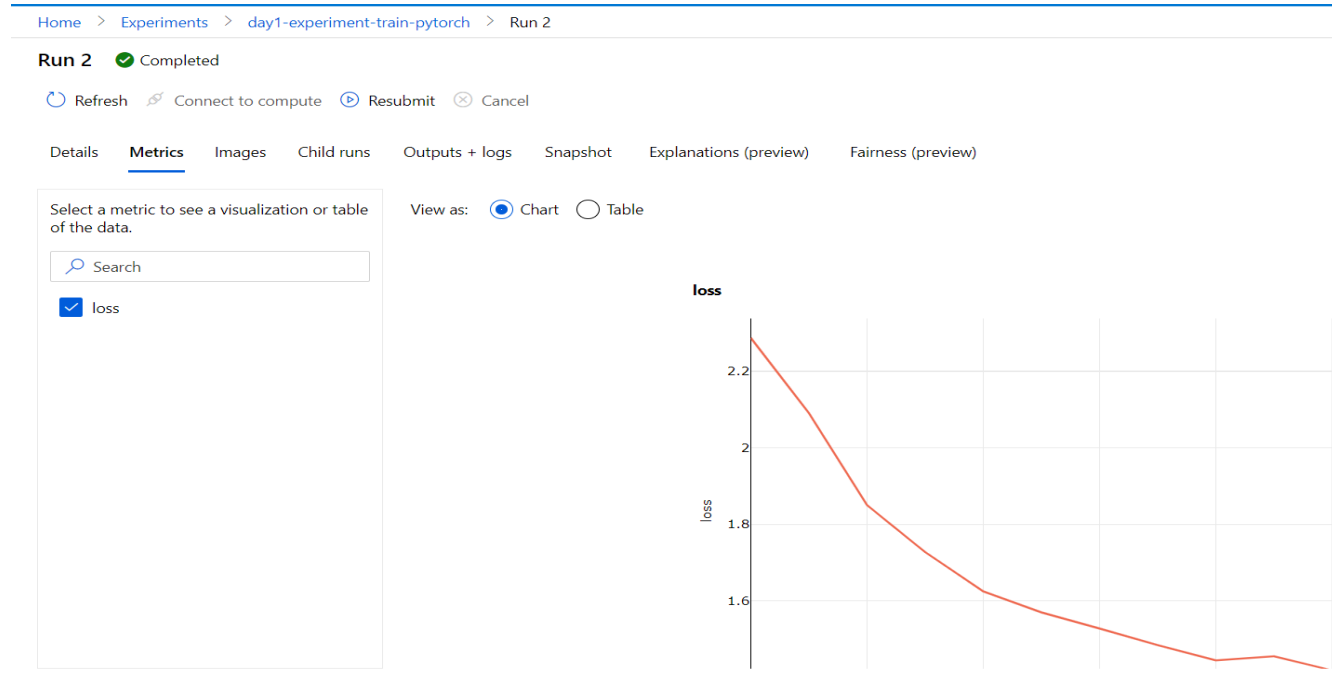 Home > Experiments > day1-experiment-train-pytorch > Run 2
Run 2 Completed
Refresh Connect to compute Resubmit Cancel
Details Metrics Images Child runs Outputs + logs Snapshot Explanations (preview) Fairness (preview)
Select a metric to see a visualization or table
of the data.
Search
loss
View as: Chart Table
loss
2.2
2
1.8
1.6
loss